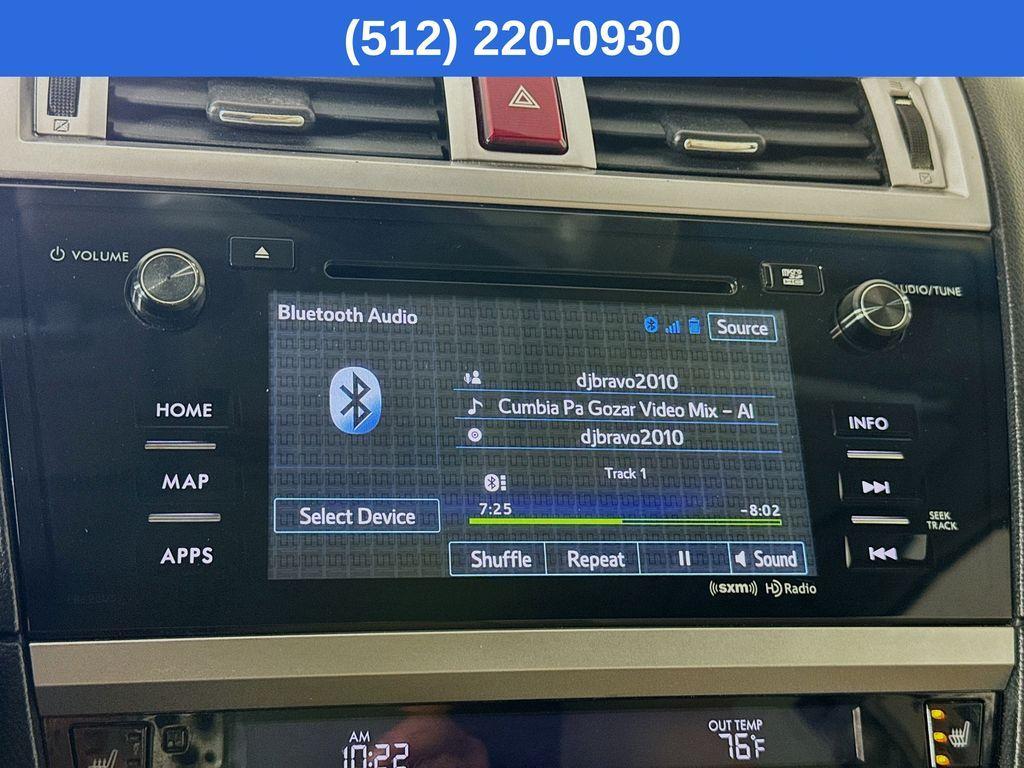 (512) 220-0930
VOLUME
AUDIO/TUNE
microSD HC
Bluetooth Audio
Source
djbravo2010
Cumbia Pa Gozar Video Mix – Al
djbravo2010
Track 1
7:25
-8:02
Select Device
Shuffle
Repeat
Sound
HOME
MAP
APPS
INFO
SEEK
TRACK
((sxm))
HD Radio
AM
10:22
OUT TEMP
76°F